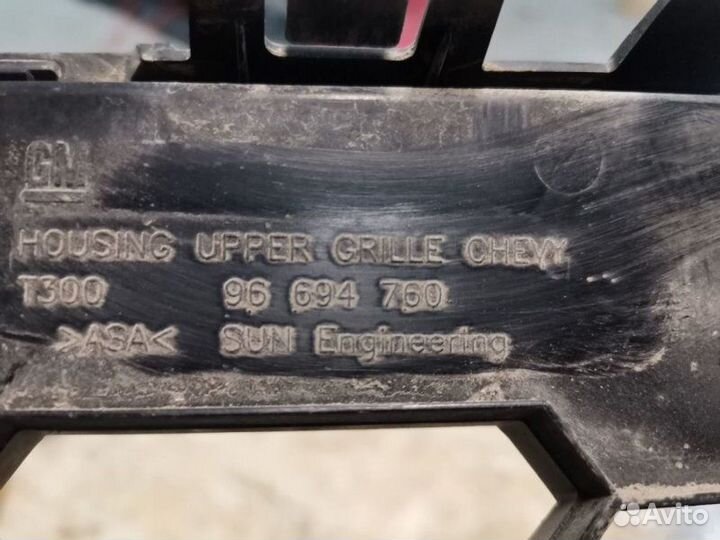 GM
HOUSING UPPER GRILLE CHEVY
T300 96 694 760
>ASA< SUN Engineering
Avito